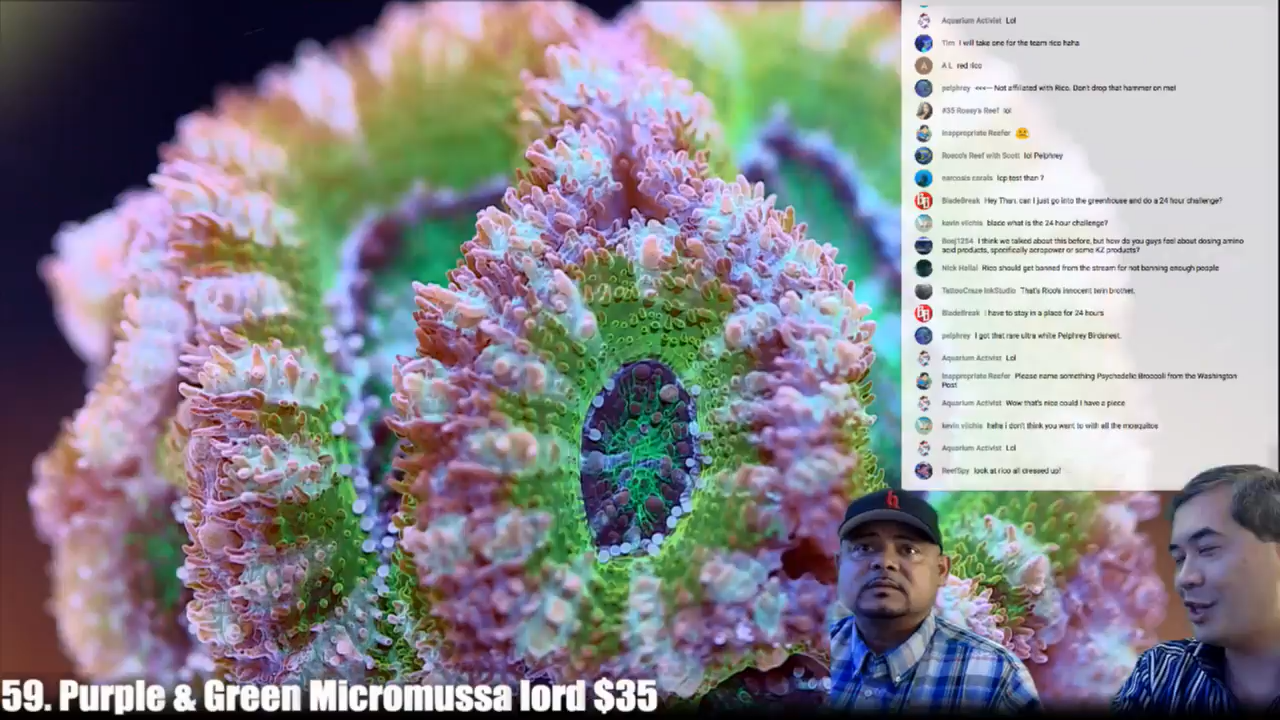 Aquarium Activist Lol
Tim I will take one for the team rico haha
A L red rico
pelphrey <<<-- Not affiliated with Rico. Don't drop that hammer on me!
#35 Rosey's Reef lol
Inappropriate Reefer
Rosco's Reef with Scott lol Pelphrey
narcosis corals Icp test than ?
BladeBreak Hey Than, can I just go into the greenhouse and do a 24 hour challenge?
kevin vilchis blade what is the 24 hour challenge?
I think we talked about this before, but how do you guys feel about dosing amino
acid products, specifically acropower or some KZ products?
Nick Hallal Rico should get banned from the stream for not banning enough people
TattooCraze InkStudio That's Rico's innocent twin brother.
BladeBreak I have to stay in a place for 24 hours
pelphrey I got that rare ultra white Pelphrey Birdsnest.
Aquarium Activist Lol
Inappropriate Reefer Please name something Psychedelic Broccoli from the Washington
Post
Aquarium Activist Wow that's nice could I have a piece
kevin vilchis haha i don't think you want to with all the mosquitos
Aquarium Activist Lol
ReefSpy look at rico all dressed up!
59. Purple & Green Micromussa lord $35